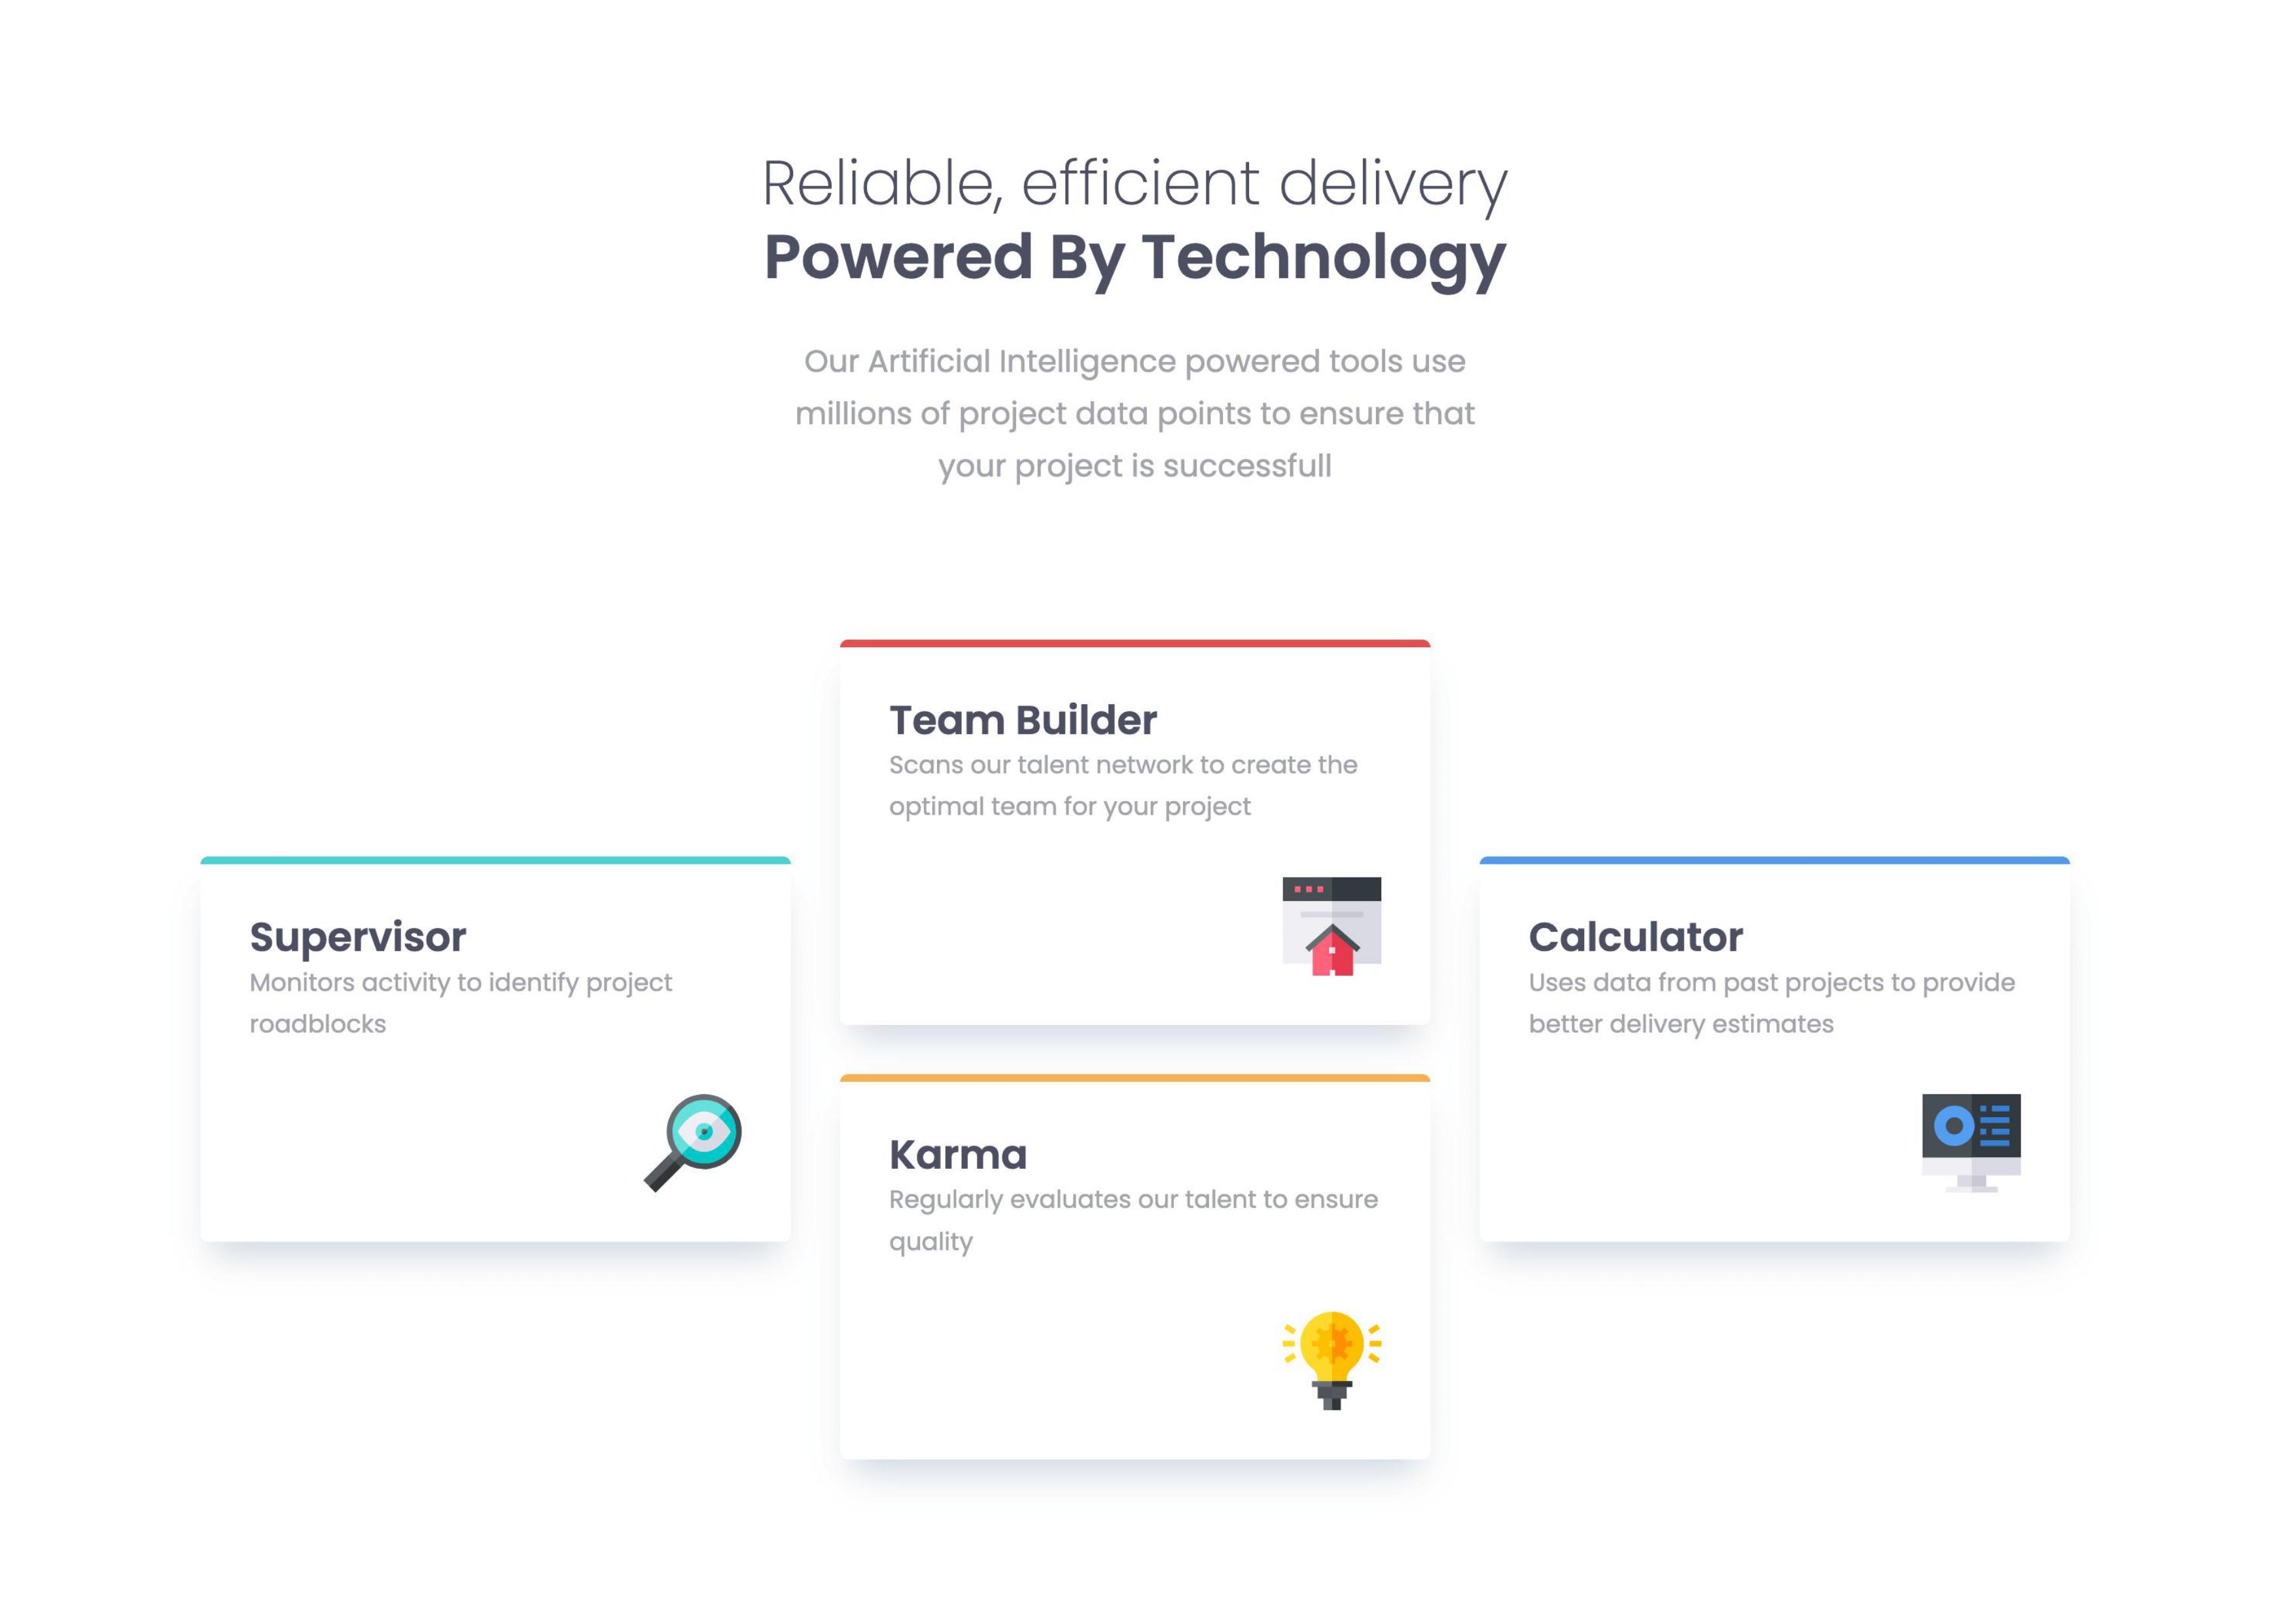 Reliable, efficient delivery
Powered By Technology
Our Artificial Intelligence powered tools use
millions of project data points to ensure that
your project is successfull
Supervisor
Monitors activity to identify project
roadblocks
Team Builder
Scans our talent network to create the
optimal team for your project
Karma
Regularly evaluates our talent to ensure
quality
Calculator
Uses data from past projects to provide
better delivery estimates